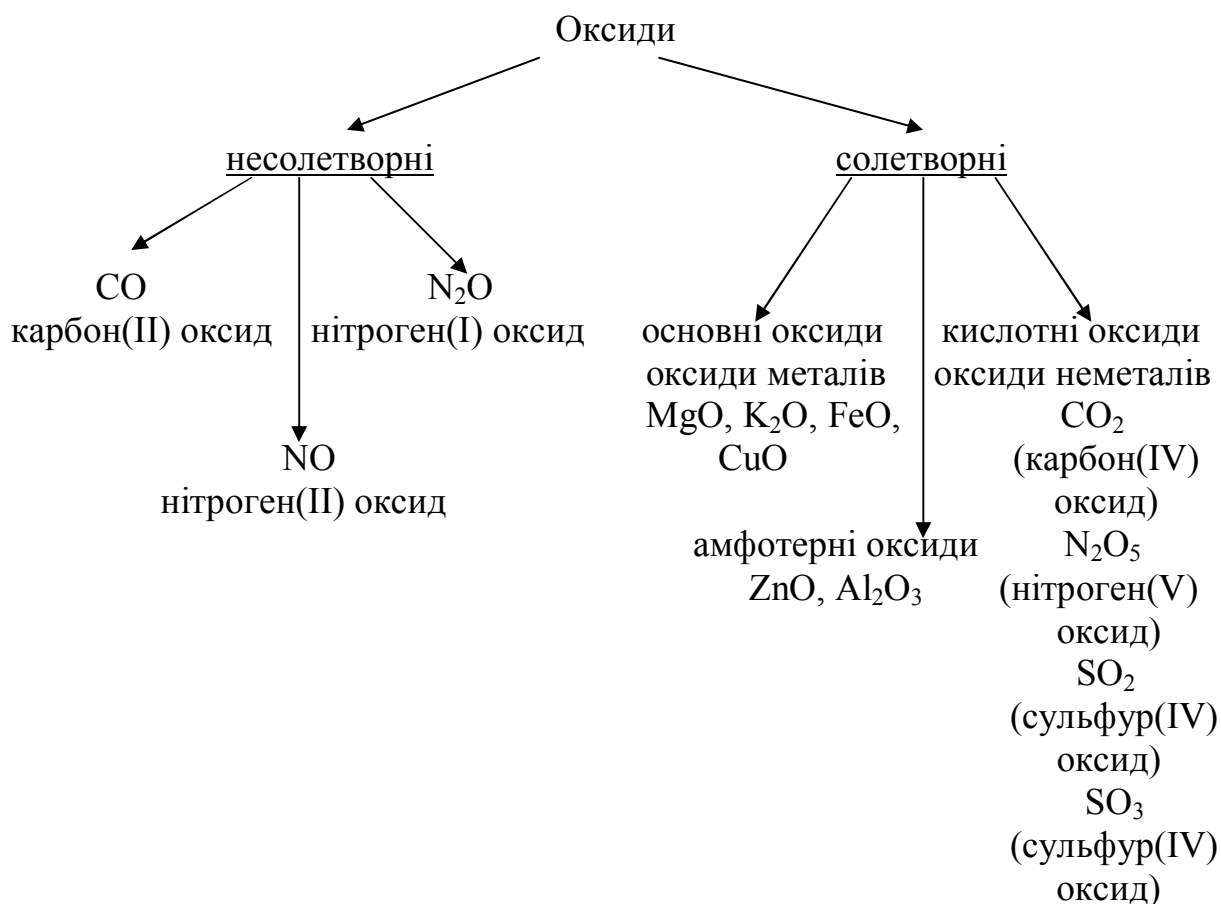 Оксиди
несолетворні
солетворні
CO
карбон(II) оксид
N₂O
нітроген(I) оксид
NO
нітроген(II) оксид
основні оксиди
оксиди металів
MgO, K₂O, FeO,
CuO
амфотерні оксиди
ZnO, Al₂O₃
кислотні оксиди
оксиди неметалів
CO₂
(карбон(IV)
оксид)
N₂O₅
(нітроген(V)
оксид)
SO₂
(сульфур(IV)
оксид)
SO₃
(сульфур(IV)
оксид)